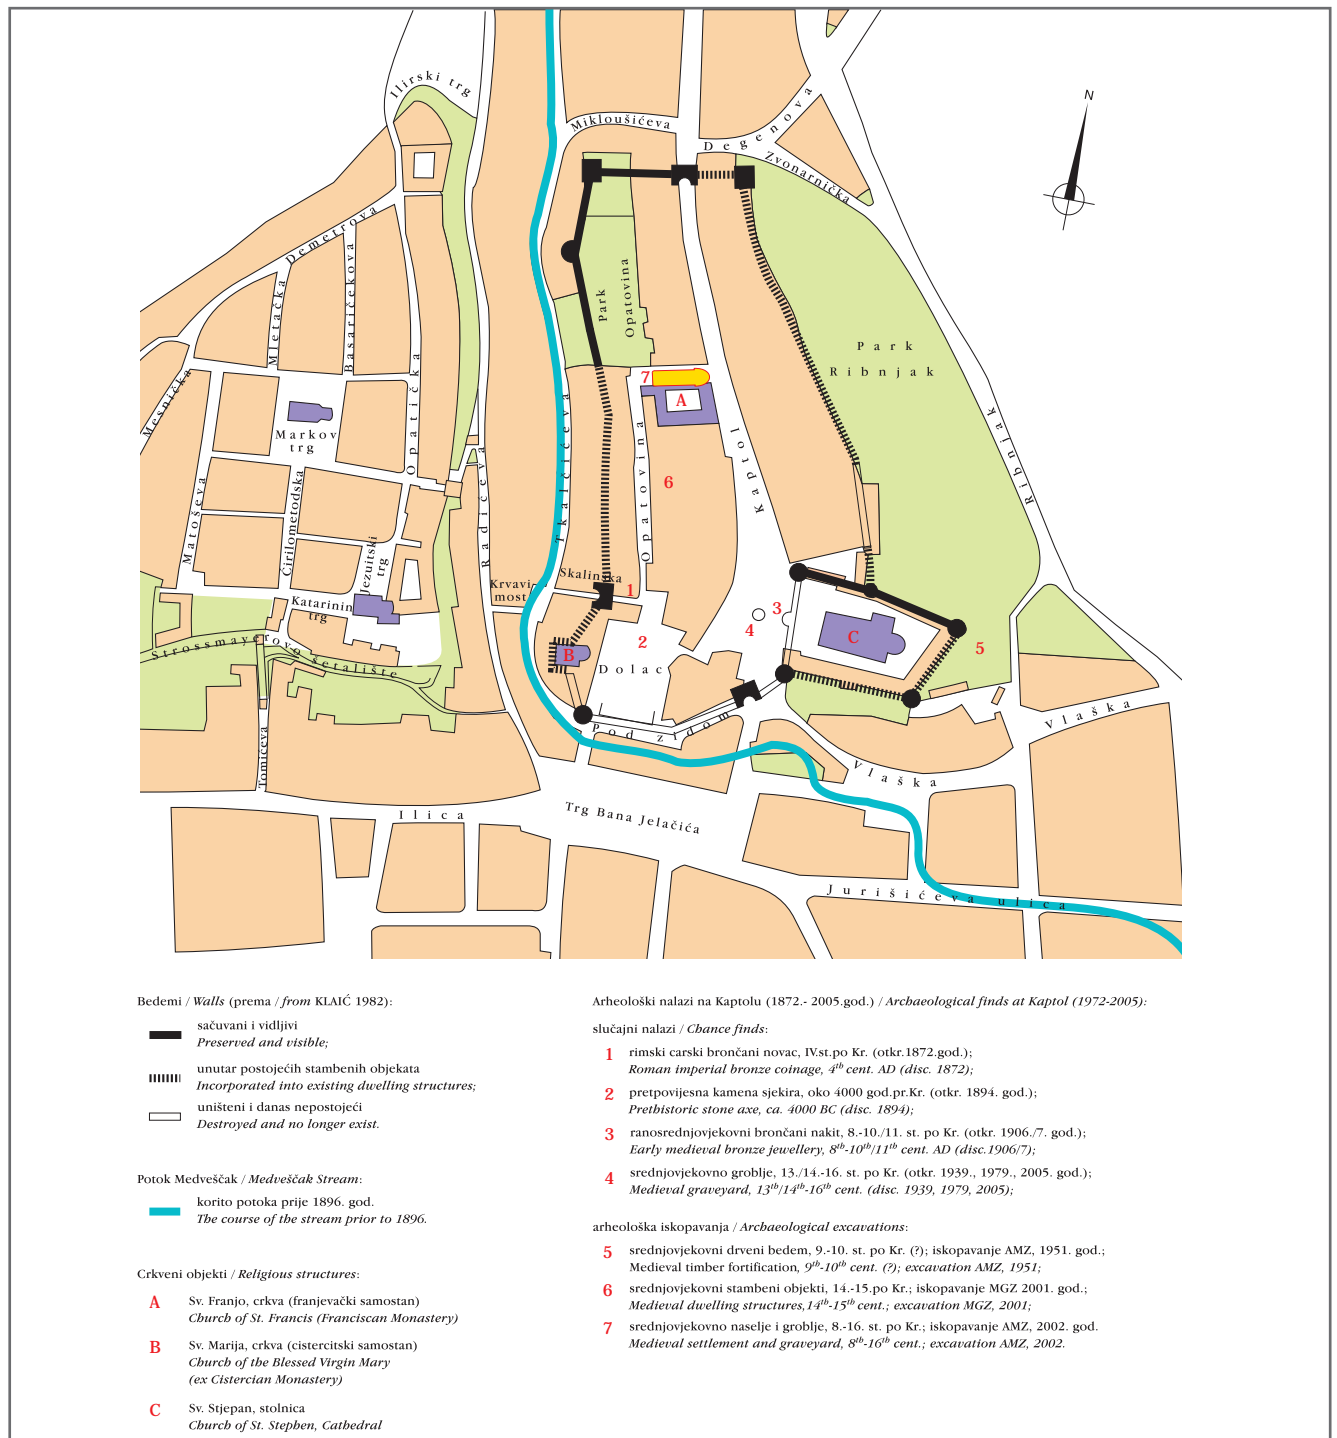 N
Ilirski trg
Mikloušićeva
Degenova
Zvonarnička
Demetrova
Mletačka
Basaričekova
Park
Opatovina
Park
Ribnjak
Mesnička
Opatička
7
A
Markov
trg
Ribnjak
Kaptol
Tkalčićeva
Opatovina
6
Radićeva
Matoševa
Ćirilometodska
Jezuitski
trg
Skalinska
Krvavi
most
1
Katarinin
trg
3
4
2
C
5
B
Dolac
Strossmayerovo šetalište
Pod zidom
Vlaška
Tomićeva
Vlaška
Ilica
Trg Bana Jelačića
Jurišićeva ulica
Bedemi / Walls (prema / from KLAIĆ 1982):
sačuvani i vidljivi
Preserved and visible;
unutar postojećih stambenih objekata
Incorporated into existing dwelling structures;
uništeni i danas nepostojeći
Destroyed and no longer exist.
Potok Medveščak / Medveščak Stream:
korito potoka prije 1896. god.
The course of the stream prior to 1896.
Crkveni objekti / Religious structures:
A Sv. Franjo, crkva (franjevački samostan)
Church of St. Francis (Franciscan Monastery)
B Sv. Marija, crkva (cistercitski samostan)
Church of the Blessed Virgin Mary
(ex Cistercian Monastery)
C Sv. Stjepan, stolnica
Church of St. Stephen, Cathedral
Arheološki nalazi na Kaptolu (1872.- 2005.god.) / Archaeological finds at Kaptol (1972-2005):
slučajni nalazi / Chance finds:
1 rimski carski brončani novac, IV.st.po Kr. (otkr.1872.god.);
Roman imperial bronze coinage, 4th cent. AD (disc. 1872);
2 pretpovijesna kamena sjekira, oko 4000 god.pr.Kr. (otkr. 1894. god.);
Prethistoric stone axe, ca. 4000 BC (disc. 1894);
3 ranosrednjovjekovni brončani nakit, 8.-10./11. st. po Kr. (otkr. 1906./7. god.);
Early medieval bronze jewellery, 8th-10th/11th cent. AD (disc.1906/7);
4 srednjovjekovno groblje, 13./14.-16. st. po Kr. (otkr. 1939., 1979., 2005. god.);
Medieval graveyard, 13th/14th-16th cent. (disc. 1939, 1979, 2005);
arheološka iskopavanja / Archaeological excavations:
5 srednjovjekovni drveni bedem, 9.-10. st. po Kr. (?); iskopavanje AMZ, 1951. god.;
Medieval timber fortification, 9th-10th cent. (?); excavation AMZ, 1951;
6 srednjovjekovni stambeni objekti, 14.-15.po Kr.; iskopavanje MGZ 2001. god.;
Medieval dwelling structures,14th-15th cent.; excavation MGZ, 2001;
7 srednjovjekovno naselje i groblje, 8.-16. st. po Kr.; iskopavanje AMZ, 2002. god.
Medieval settlement and graveyard, 8th-16th cent.; excavation AMZ, 2002.